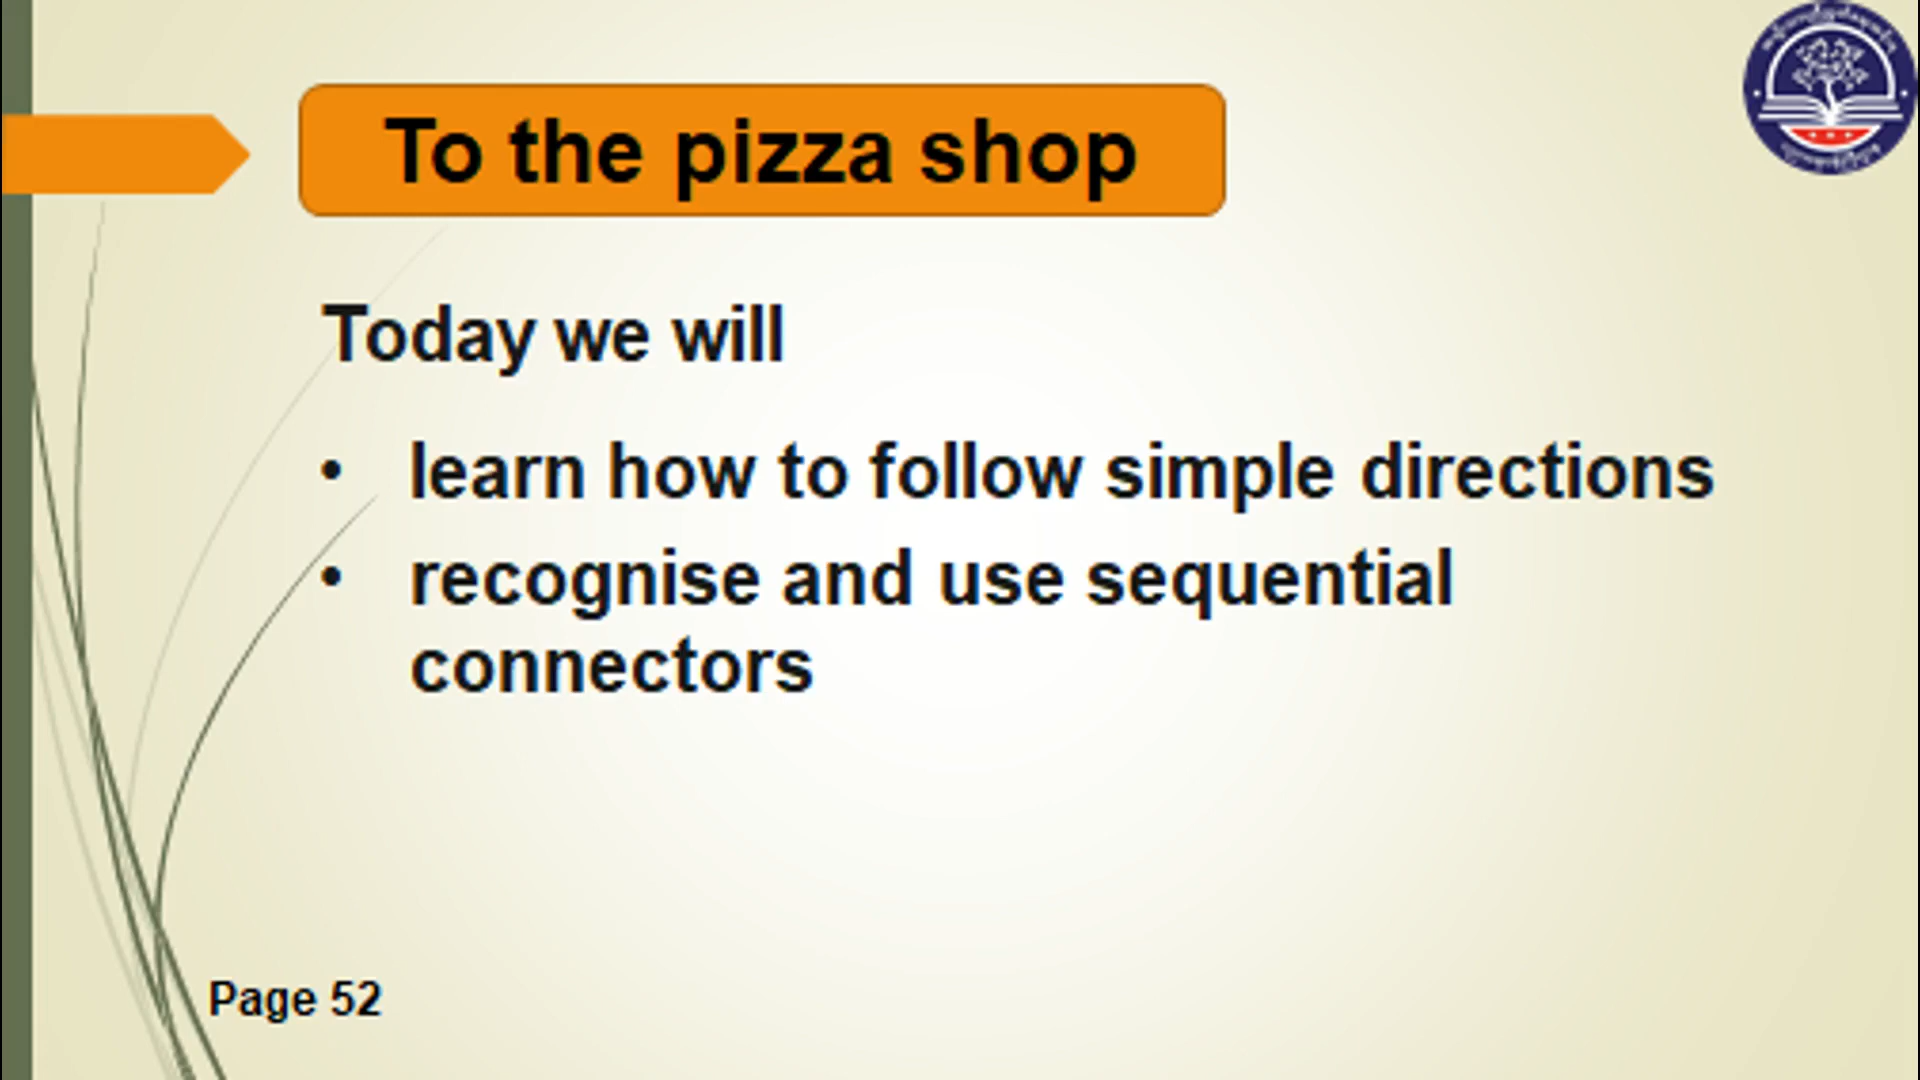 To the pizza shop
Today we will
• learn how to follow simple directions
• recognise and use sequential
connectors
Page 52